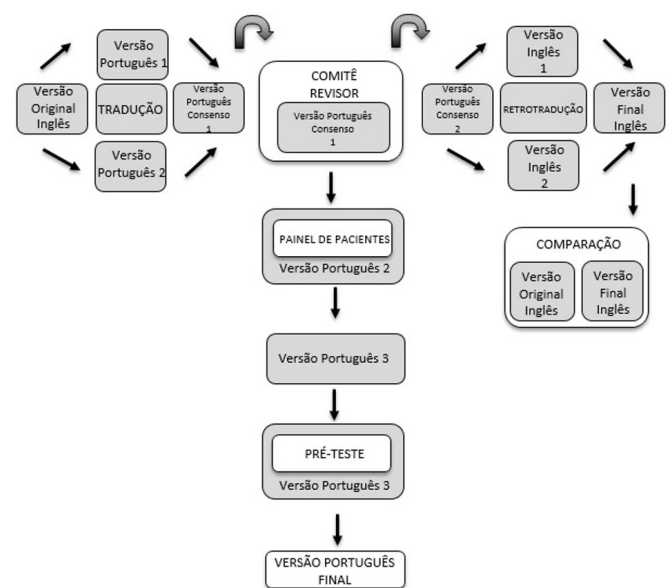 Versão
Original
Inglês
Versão
Português 1
TRADUÇÃO
Versão
Português 2
Versão
Português
Consenso
1
COMITÊ
REVISOR
Versão Português
Consenso
1
PAINEL DE PACIENTES
Versão Português 2
Versão Português 3
PRÉ-TESTE
Versão Português 3
VERSÃO PORTUGUÊS
FINAL
Versão
Português
Consenso
2
Versão
Inglês
1
RETROTRADUÇÃO
Versão
Inglês
2
Versão
Final
Inglês
COMPARAÇÃO
Versão
Original
Inglês
Versão
Final
Inglês